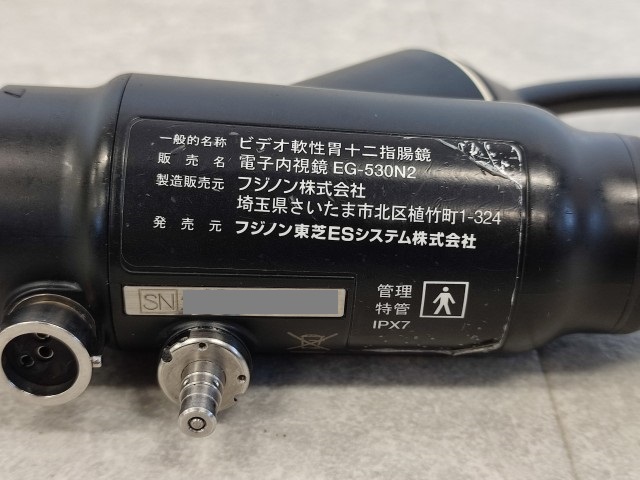 一般的名称 ビデオ軟性胃十二指腸鏡
販売名 電子内視鏡 EG-530N2
製造販売元 フジノン株式会社
埼玉県さいたま市北区植竹町1-324
発売元 フジノン東芝ESシステム株式会社
SN
管理
特管
IPX7